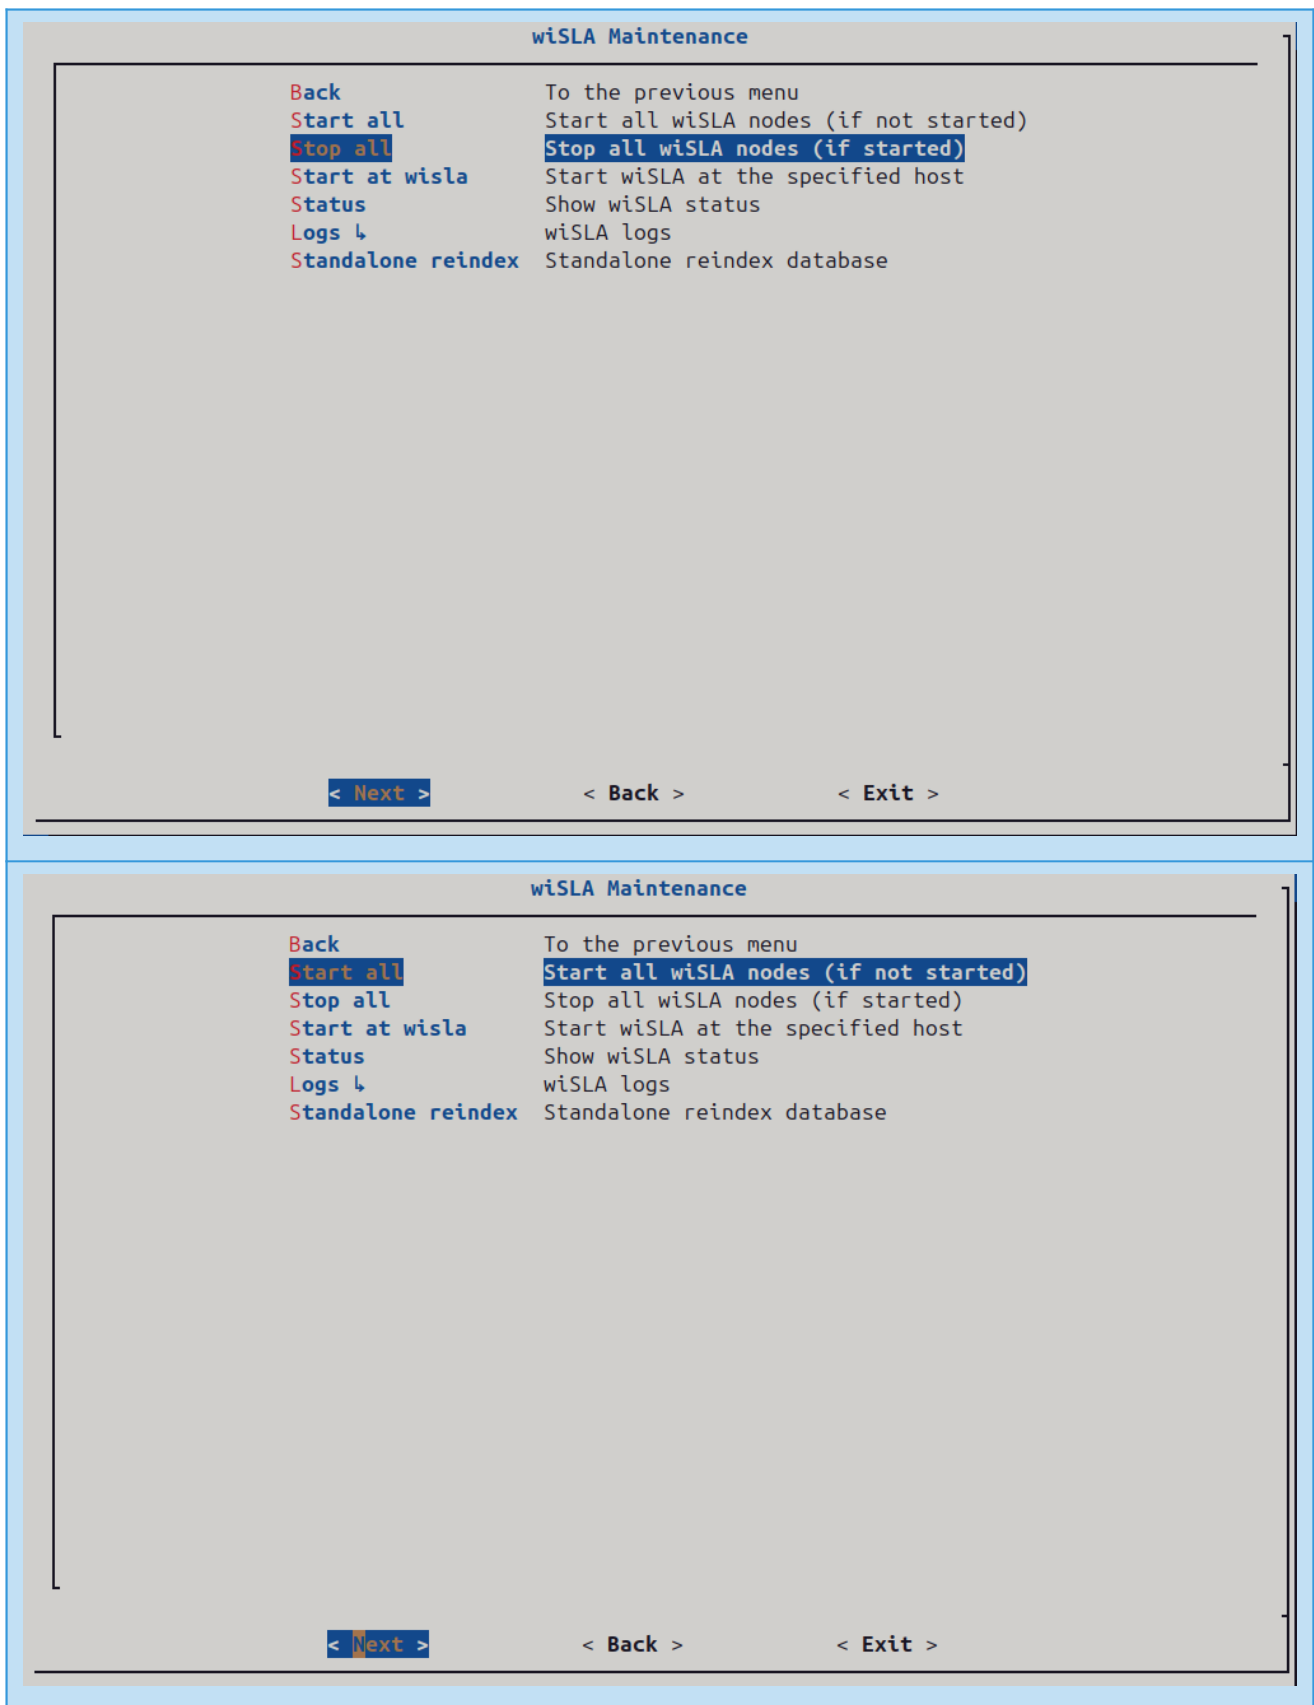 wiSLA Maintenance
Back To the previous menu
Start all Start all wiSLA nodes (if not started)
Stop all Stop all wiSLA nodes (if started)
Start at wisla Start wiSLA at the specified host
Status Show wiSLA status
Logs ↳ wiSLA logs
Standalone reindex Standalone reindex database
< Next > < Back > < Exit >
wiSLA Maintenance
Back To the previous menu
Start all Start all wiSLA nodes (if not started)
Stop all Stop all wiSLA nodes (if started)
Start at wisla Start wiSLA at the specified host
Status Show wiSLA status
Logs ↳ wiSLA logs
Standalone reindex Standalone reindex database
< Next > < Back > < Exit >